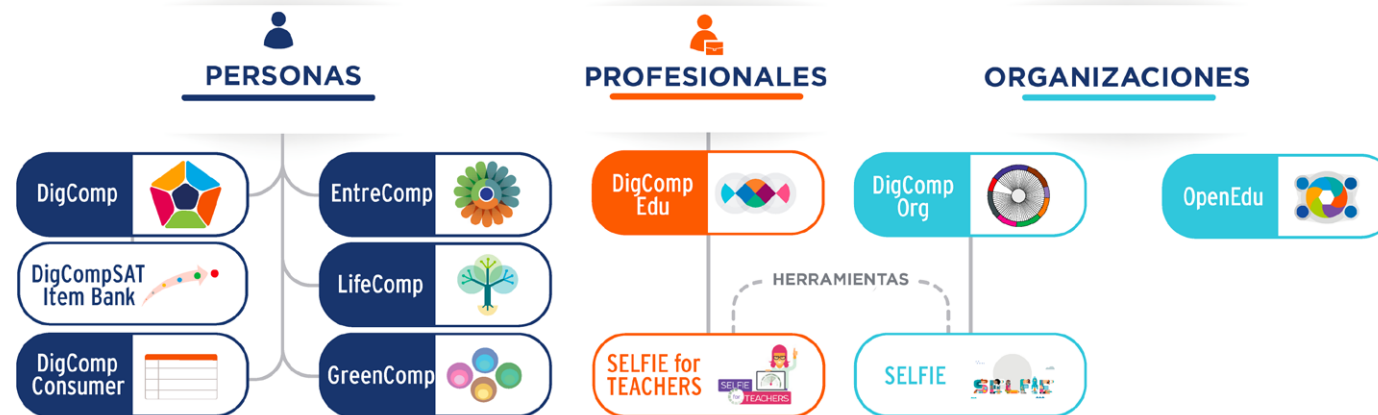 PERSONAS
PROFESIONALES
ORGANIZACIONES
DigComp
EntreComp
DigComp
Edu
DigComp
Org
OpenEdu
DigCompSAT
Item Bank
LifeComp
HERRAMIENTAS
DigComp
Consumer
GreenComp
SELFIE for
TEACHERS
SELFIE
for
TEACHERS
SELFIE
SELFIE